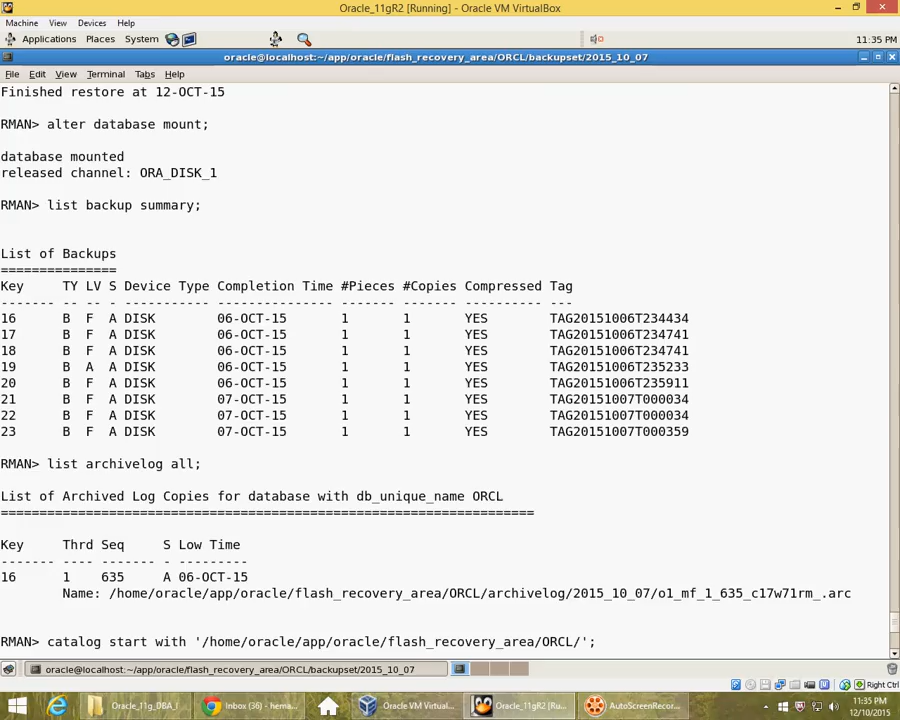 Oracle_11gR2 [Running] - Oracle VM VirtualBox
Machine View Devices Help
Applications Places System 11:35 PM
oracle@localhost:~/app/oracle/flash_recovery_area/ORCL/backupset/2015_10_07
File Edit View Terminal Tabs Help
Finished restore at 12-OCT-15
RMAN> alter database mount;
database mounted
released channel: ORA_DISK_1
RMAN> list backup summary;
List of Backups
===============
Key TY LV S Device Type Completion Time #Pieces #Copies Compressed Tag
------- -- -- - ----------- --------------- ------- ------- ---------- ---
16 B F A DISK 06-OCT-15 1 1 YES TAG20151006T234434
17 B F A DISK 06-OCT-15 1 1 YES TAG20151006T234741
18 B F A DISK 06-OCT-15 1 1 YES TAG20151006T234741
19 B A A DISK 06-OCT-15 1 1 YES TAG20151006T235233
20 B F A DISK 06-OCT-15 1 1 YES TAG20151006T235911
21 B F A DISK 07-OCT-15 1 1 YES TAG20151007T000034
22 B F A DISK 07-OCT-15 1 1 YES TAG20151007T000034
23 B F A DISK 07-OCT-15 1 1 YES TAG20151007T000359
RMAN> list archivelog all;
List of Archived Log Copies for database with db_unique_name ORCL
=====================================================================
Key Thrd Seq S Low Time
------- ---- ------- - ---------
16 1 635 A 06-OCT-15
Name: /home/oracle/app/oracle/flash_recovery_area/ORCL/archivelog/2015_10_07/o1_mf_1_635_c17w71rm_.arc
RMAN> catalog start with '/home/oracle/app/oracle/flash_recovery_area/ORCL/';
oracle@localhost:~/app/oracle/flash_recovery_area/ORCL/backupset/2015_10_07
Right Ctrl
Oracle_11g_DBA_( Inbox (36) - hema... Oracle VM Virtual... Oracle_11gR2 [Ru... AutoScreenRecor... 11:35 PM
12/10/2015